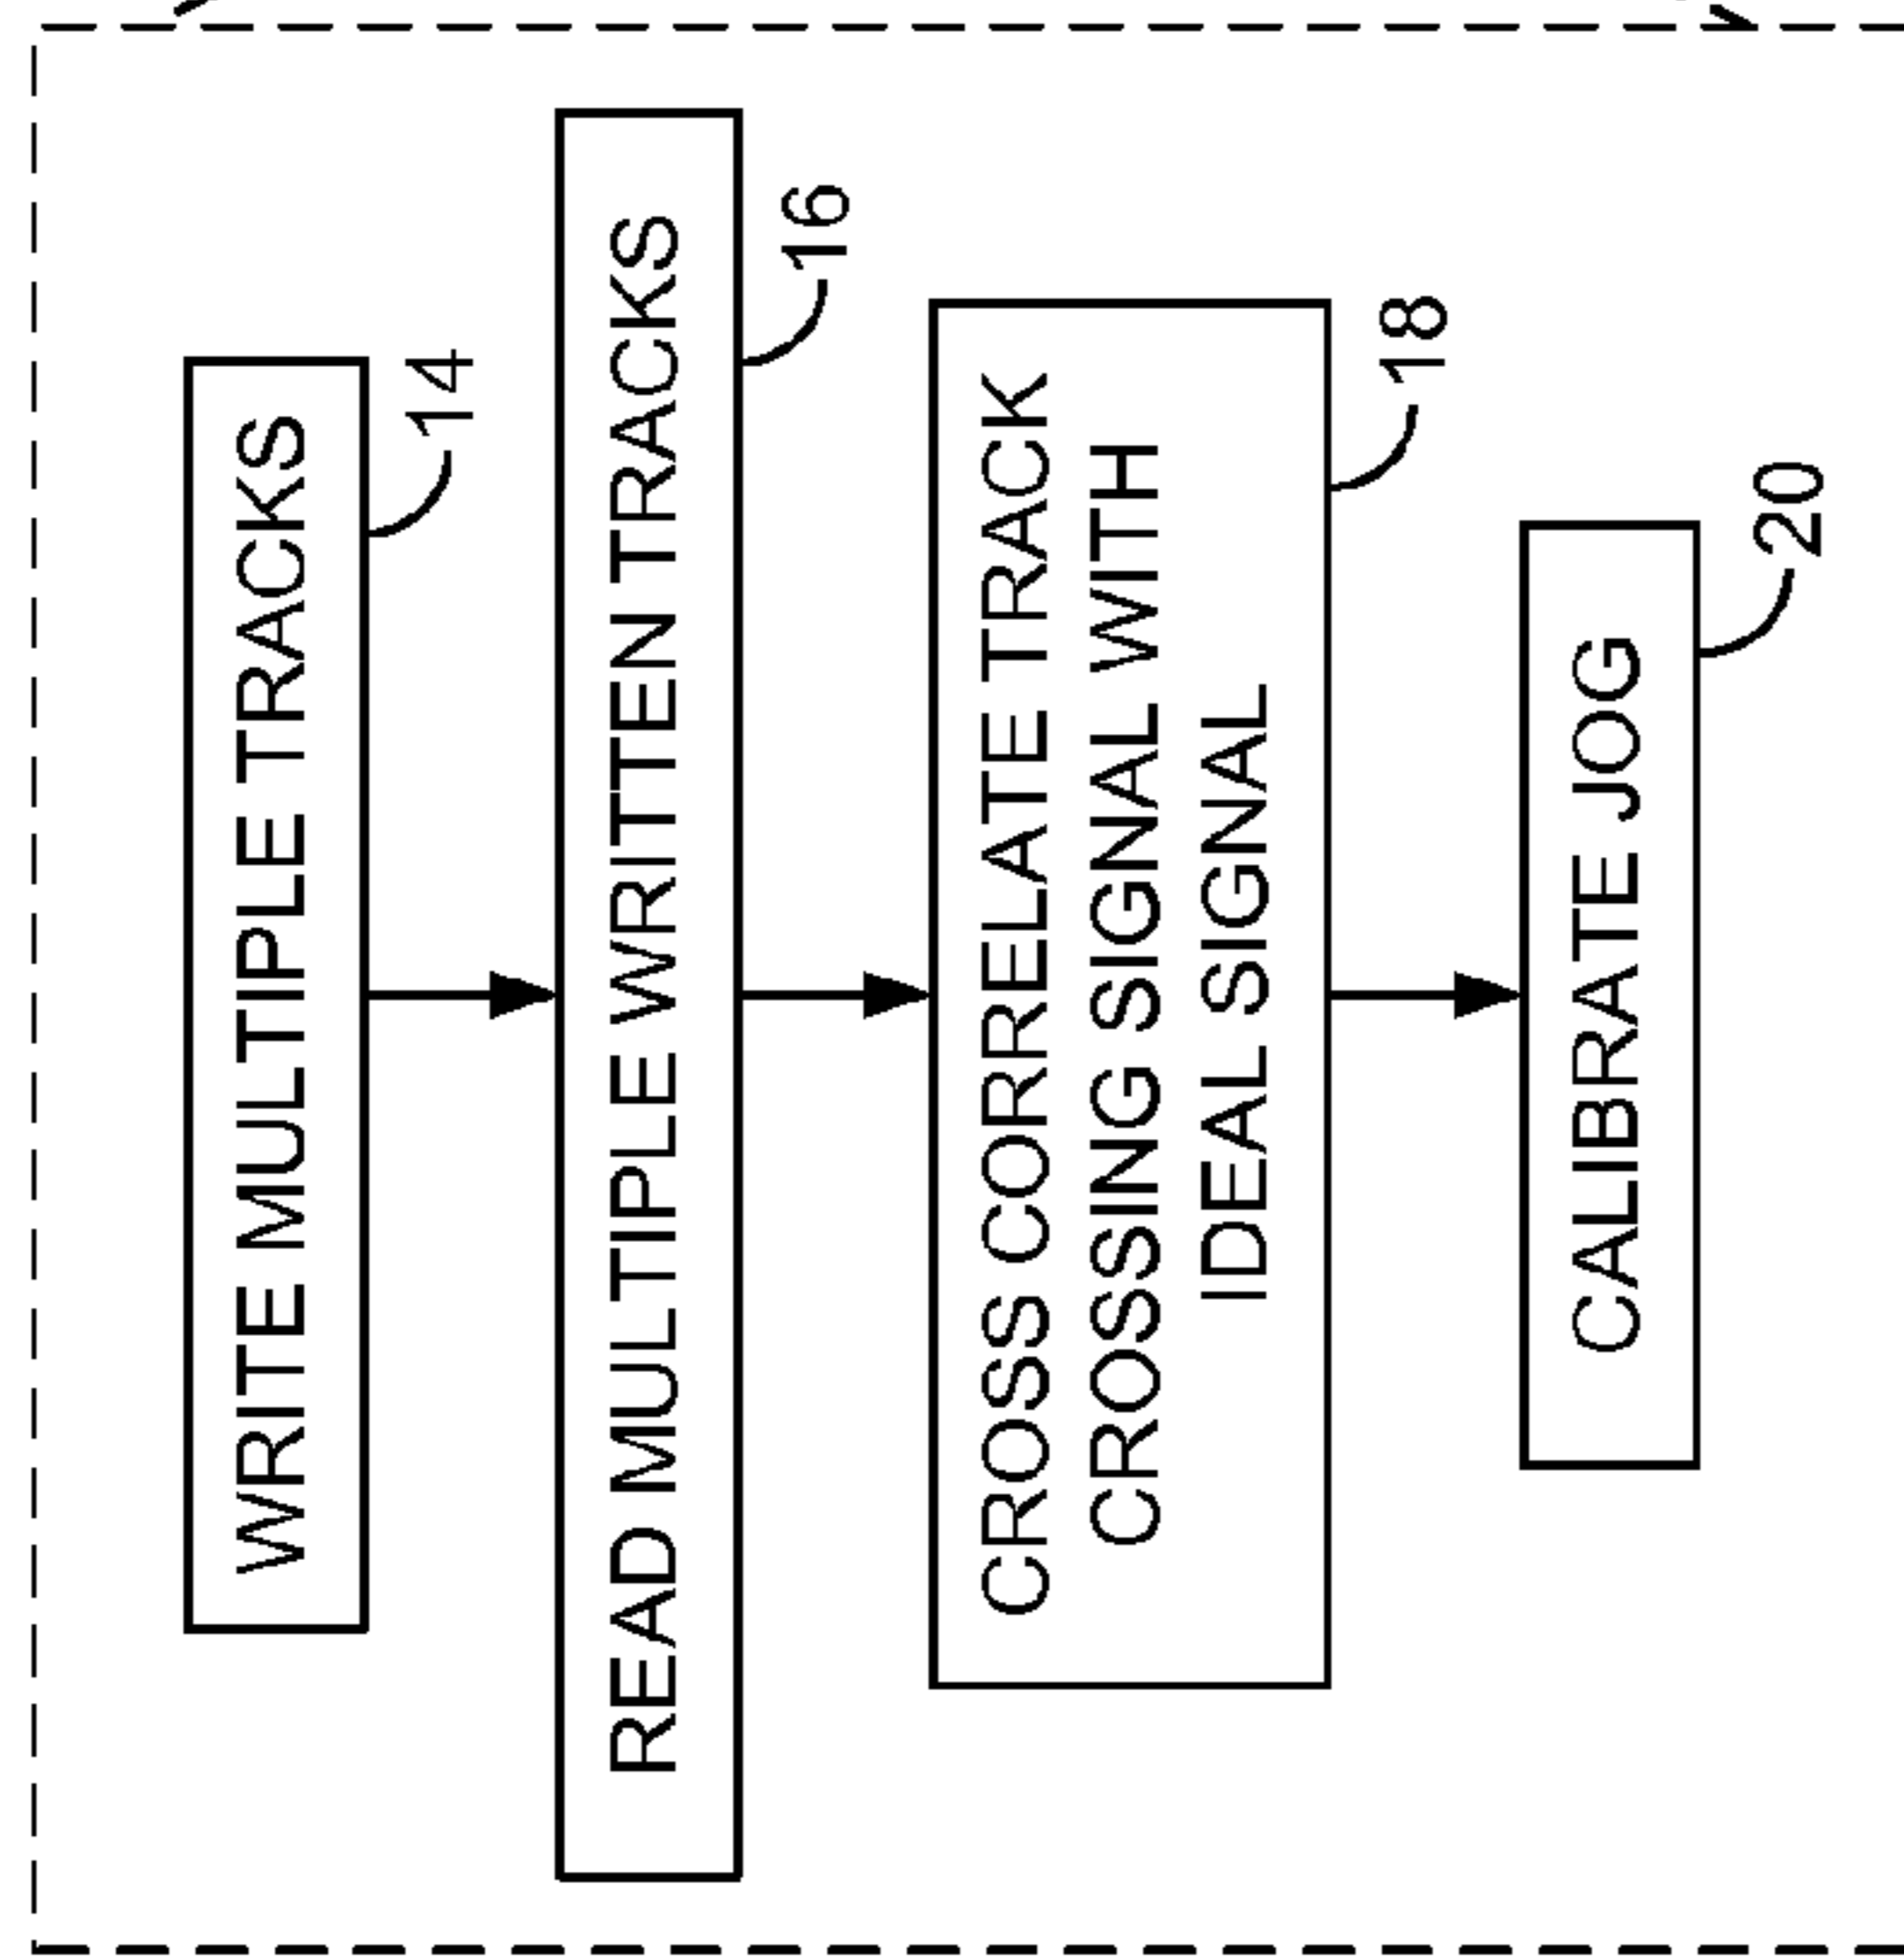 WRITE MULTIPLE TRACKS
14
READ MULTIPLE WRITTEN TRACKS
16
CROSS CORRELATE TRACK
CROSSING SIGNAL WITH
IDEAL SIGNAL
18
CALIBRATE JOG
20